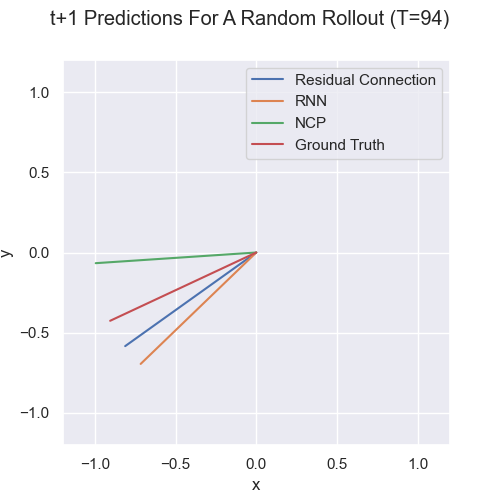 t+1 Predictions For A Random Rollout (T=94)
Residual Connection
RNN
NCP
Ground Truth
1.0
0.5
0.0
−0.5
−1.0
y
−1.0 −0.5 0.0 0.5 1.0
x